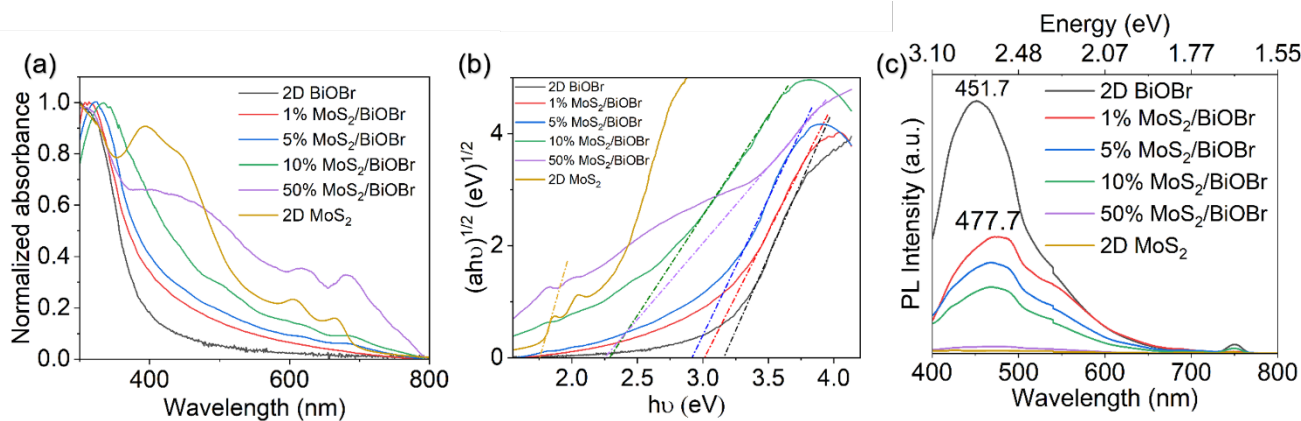 (a)
2D BiOBr
1% MoS₂/BiOBr
5% MoS₂/BiOBr
10% MoS₂/BiOBr
50% MoS₂/BiOBr
2D MoS₂
Normalized absorbance
1.0
0.8
0.6
0.4
0.2
0.0
400
600
800
Wavelength (nm)
(b)
2D BiOBr
1% MoS₂/BiOBr
5% MoS₂/BiOBr
10% MoS₂/BiOBr
50% MoS₂/BiOBr
2D MoS₂
(ahυ)^1/2 (eV)^1/2
4
2
0
2.0
2.5
3.0
3.5
4.0
hυ (eV)
(c)
Energy (eV)
3.10
2.48
2.07
1.77
1.55
451.7
477.7
2D BiOBr
1% MoS₂/BiOBr
5% MoS₂/BiOBr
10% MoS₂/BiOBr
50% MoS₂/BiOBr
2D MoS₂
PL Intensity (a.u.)
400
500
600
700
800
Wavelength (nm)